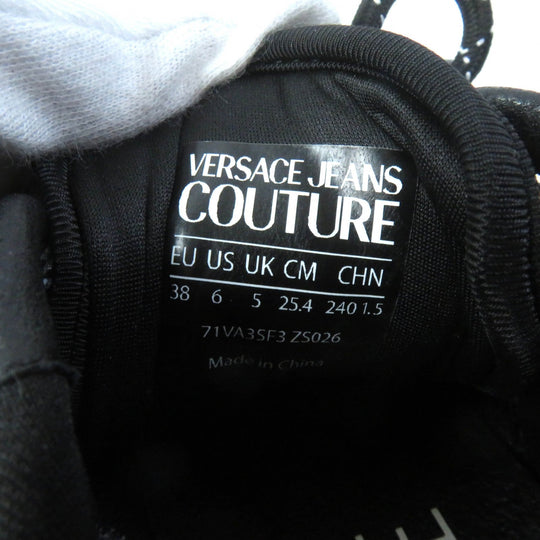 VERSACE JEANS
COUTURE
EU US UK CM CHN
38 6 5 25.4 240 1.5
71VA3SF3 ZS026
Made in China